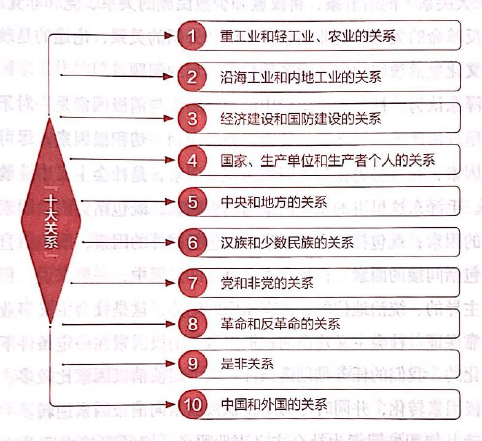 『十大关系』
1 重工业和轻工业、农业的关系
2 沿海工业和内地工业的关系
3 经济建设和国防建设的关系
4 国家、生产单位和生产者个人的关系
5 中央和地方的关系
6 汉族和少数民族的关系
7 党和非党的关系
8 革命和反革命的关系
9 是非关系
10 中国和外国的关系